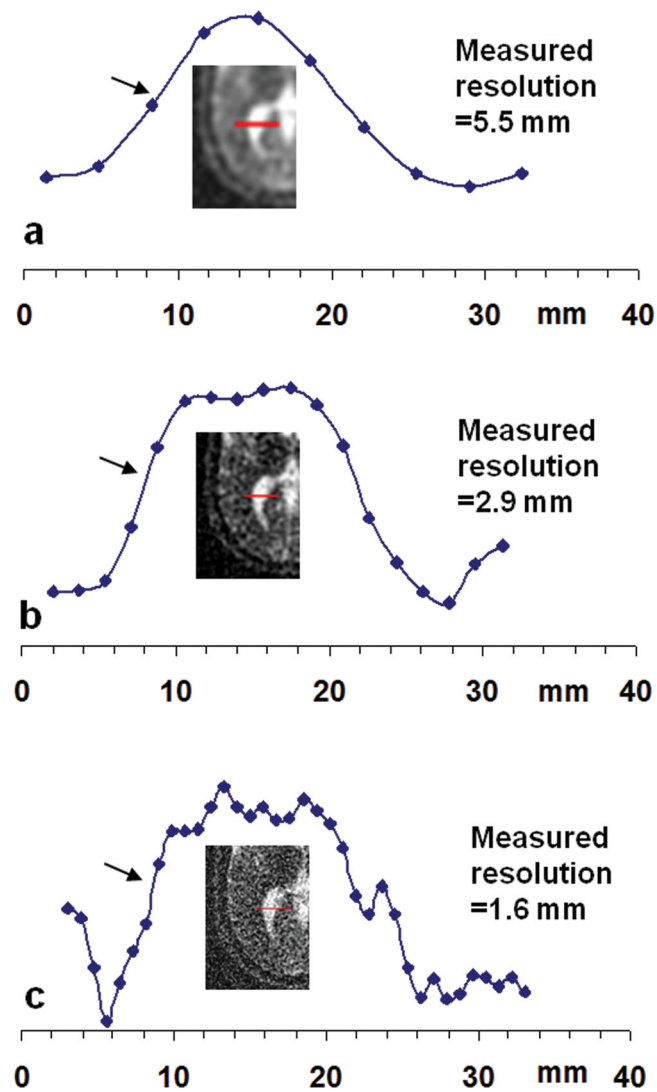 Measured
resolution
=5.5 mm
a
0 10 20 30 mm 40
Measured
resolution
=2.9 mm
b
0 10 20 30 mm 40
Measured
resolution
=1.6 mm
c
0 10 20 30 mm 40